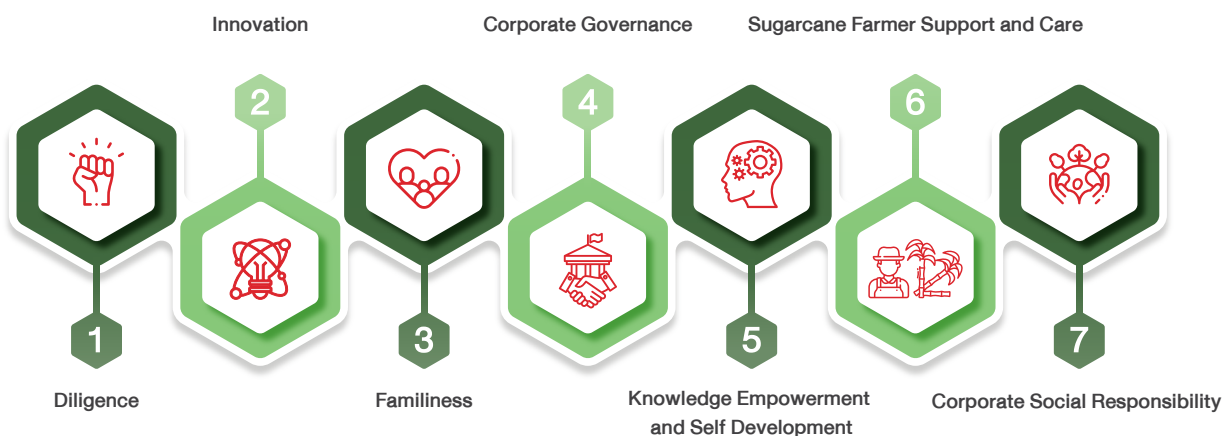 Innovation
Corporate Governance
Sugarcane Farmer Support and Care
2
4
6
1
3
5
7
Diligence
Familiness
Knowledge Empowerment
and Self Development
Corporate Social Responsibility